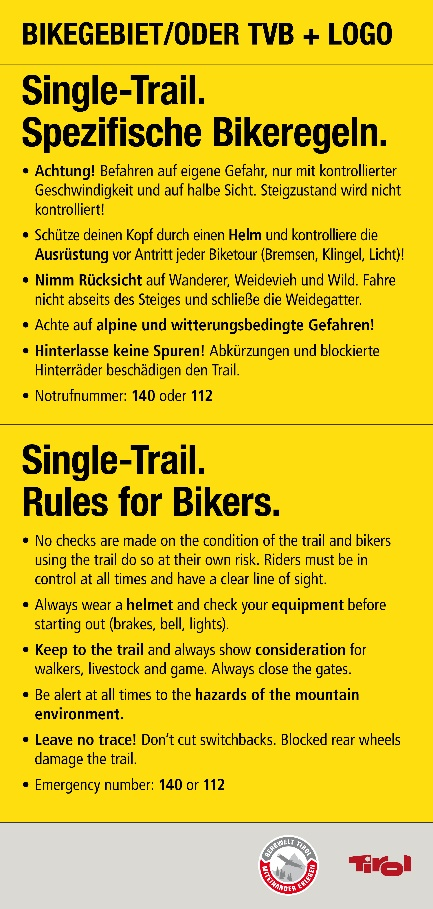 BIKEGEBIET/ODER TVB + LOGO
Single-Trail.
Spezifische Bikeregeln.
• Achtung! Befahren auf eigene Gefahr, nur mit kontrollierter
Geschwindigkeit und auf halbe Sicht. Steigzustand wird nicht
kontrolliert!
• Schütze deinen Kopf durch einen Helm und kontrolliere die
Ausrüstung vor Antritt jeder Biketour (Bremsen, Klingel, Licht)!
• Nimm Rücksicht auf Wanderer, Weidevieh und Wild. Fahre
nicht abseits des Steiges und schließe die Weidegatter.
• Achte auf alpine und witterungsbedingte Gefahren!
• Hinterlasse keine Spuren! Abkürzungen und blockierte
Hinterräder beschädigen den Trail.
• Notrufnummer: 140 oder 112
Single-Trail.
Rules for Bikers.
• No checks are made on the condition of the trail and bikers
using the trail do so at their own risk. Riders must be in
control at all times and have a clear line of sight.
• Always wear a helmet and check your equipment before
starting out (brakes, bell, lights).
• Keep to the trail and always show consideration for
walkers, livestock and game. Always close the gates.
• Be alert at all times to the hazards of the mountain
environment.
• Leave no trace! Don't cut switchbacks. Blocked rear wheels
damage the trail.
• Emergency number: 140 or 112
BERGWELT TIROL
MITEINANDER ERLEBEN
Tirol